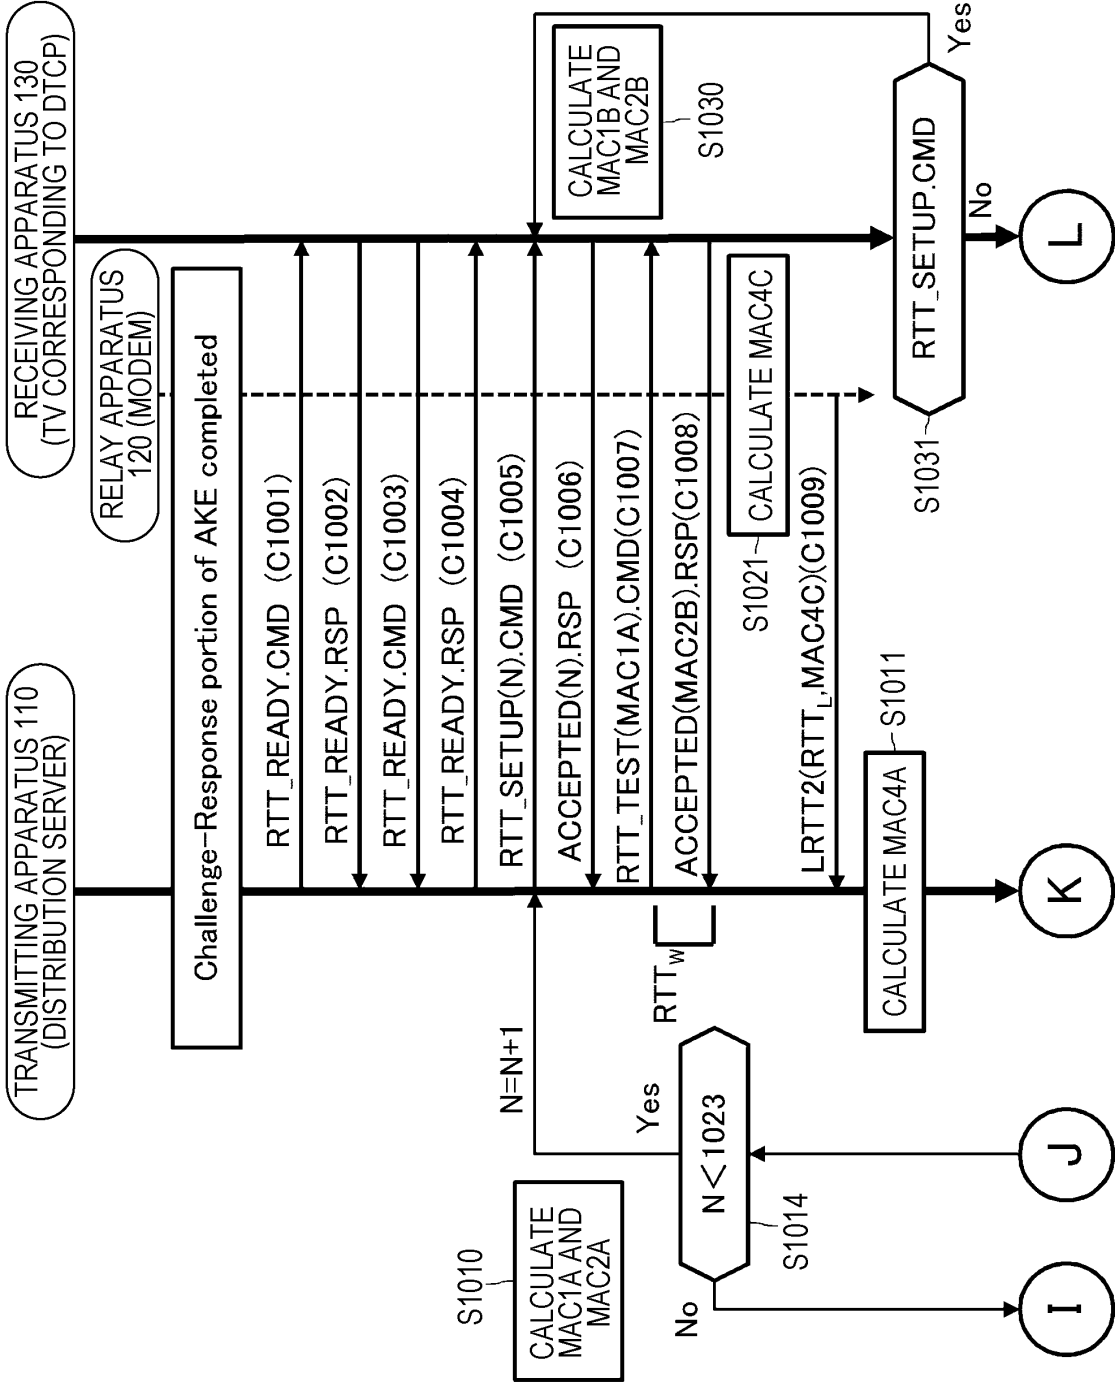 TRANSMITTING APPARATUS 110
(DISTRIBUTION SERVER)
RELAY APPARATUS
120 (MODEM)
RECEIVING APPARATUS 130
(TV CORRESPONDING TO DTCP)
Challenge-Response portion of AKE completed
RTT_READY.CMD (C1001)
RTT_READY.RSP (C1002)
RTT_READY.CMD (C1003)
RTT_READY.RSP (C1004)
S1010
CALCULATE
MAC1A AND
MAC2A
N=N+1
RTT_SETUP(N).CMD (C1005)
CALCULATE
MAC1B AND
MAC2B
S1030
ACCEPTED(N).RSP (C1006)
RTT_TEST(MAC1A).CMD(C1007)
RTTW
ACCEPTED(MAC2B).RSP(C1008)
No
Yes
N<1023
S1014
S1021
CALCULATE MAC4C
LRTT2(RTTL,MAC4C)(C1009)
CALCULATE MAC4A
S1011
S1031
RTT_SETUP.CMD
Yes
No
I
J
K
L